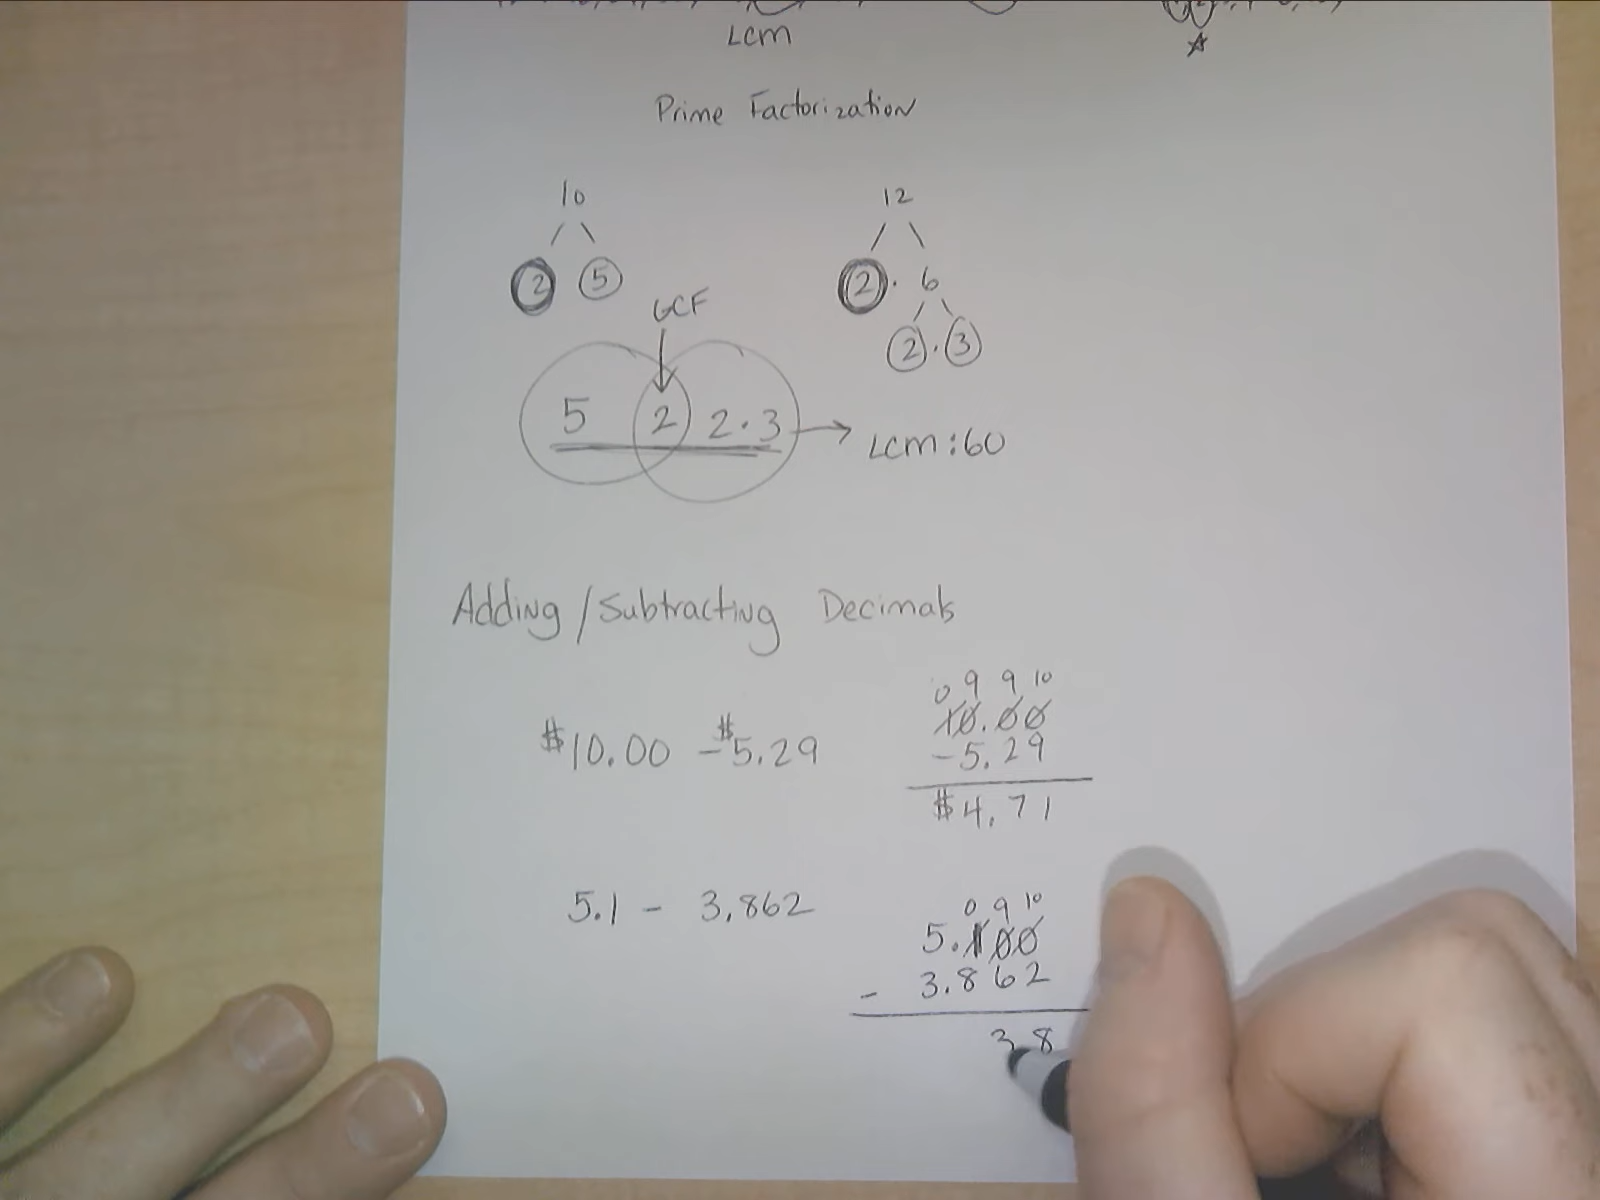 LCM
☆
Prime Factorization
10
12
2 5
2 · 6
GCF
2 · 3
5 2 2 · 3
LCM : 60
Adding / Subtracting Decimals
0 9 9 10
$10.00 - $5.29
10.00
- 5.29
$4.71
0 9 10
5.1 - 3.862
5.100
- 3.862
38